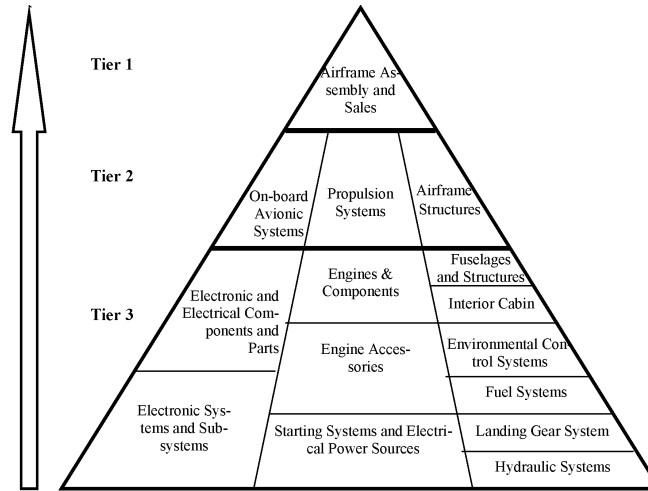 Tier 1
Airframe As-
sembly and
Sales
Tier 2
On-board
Avionic
Systems
Propulsion
Systems
Airframe
Structures
Tier 3
Electronic and
Electrical Com-
ponents and
Parts
Electronic Sys-
tems and Sub-
systems
Engines &
Components
Engine Acces-
sories
Starting Systems and Electri-
cal Power Sources
Fuselages
and Structures
Interior Cabin
Environmental Con-
trol Systems
Fuel Systems
Landing Gear System
Hydraulic Systems